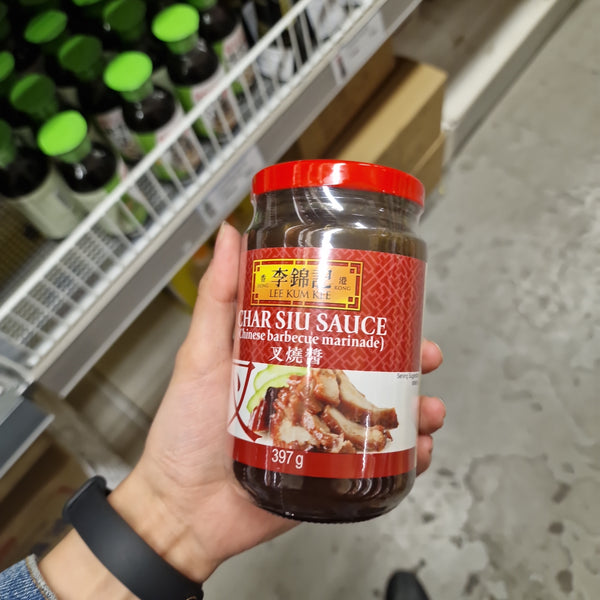 香 李錦記 港
HONG KONG
LEE KUM KEE
CHAR SIU SAUCE
Chinese barbecue marinade)
叉燒醬
叉
397 g